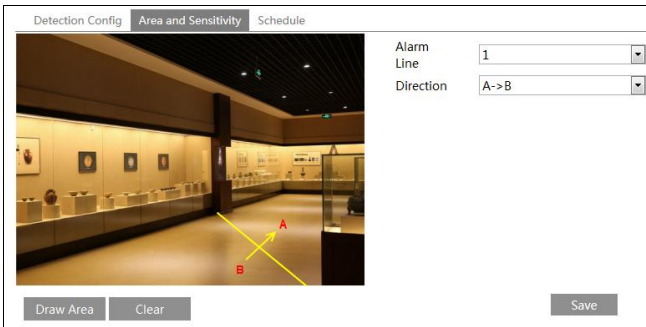 Detection Config Area and Sensitivity Schedule
Alarm
Line
1
Direction A->B
A
B
Draw Area Clear Save